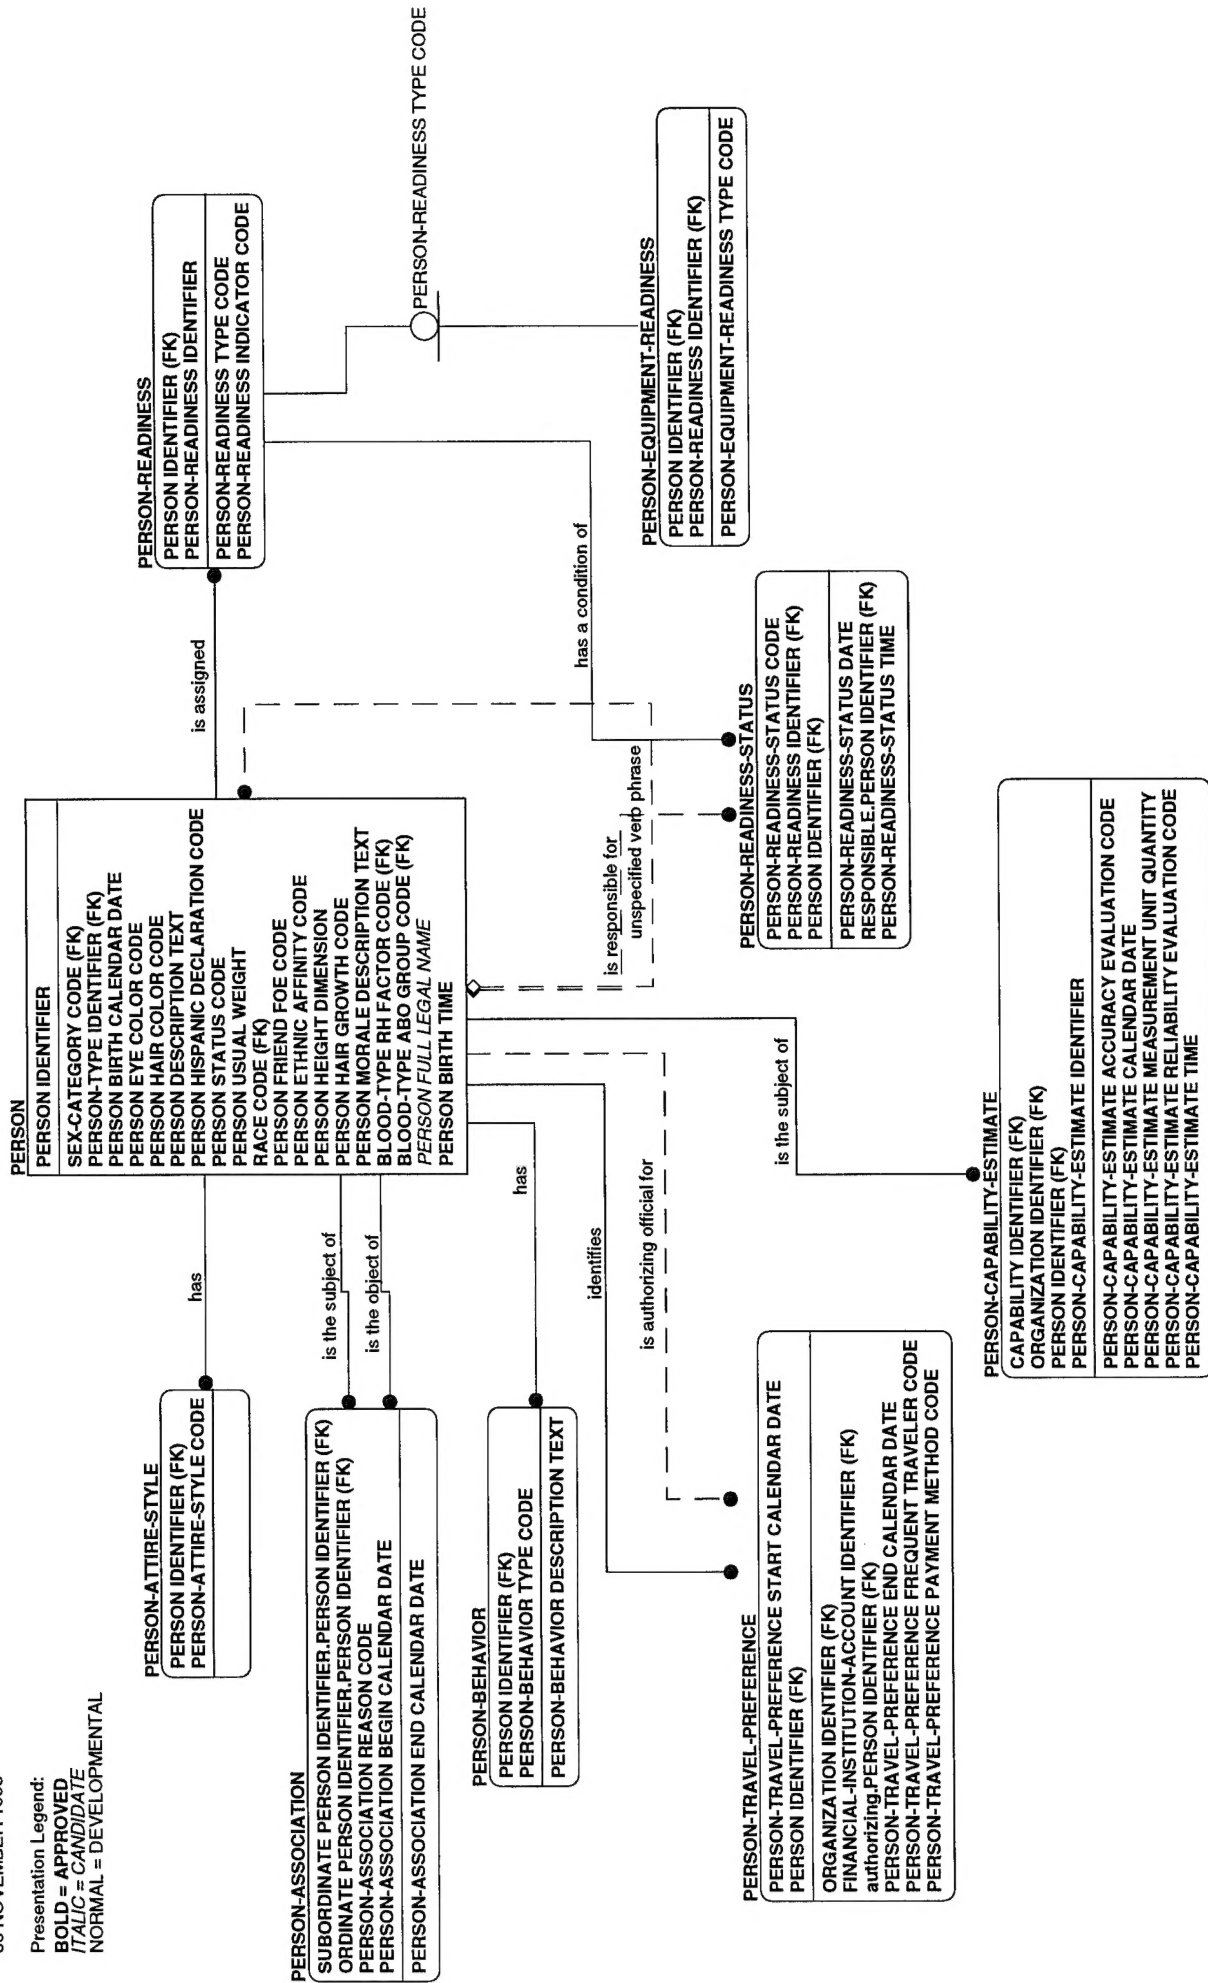 Presentation Legend:
BOLD = APPROVED
ITALIC = CANDIDATE
NORMAL = DEVELOPMENTAL
PERSON-ATTIRE-STYLE
PERSON IDENTIFIER (FK)
PERSON-ATTIRE-STYLE CODE
has
PERSON-ASSOCIATION
SUBORDINATE PERSON IDENTIFIER.PERSON IDENTIFIER (FK)
ORDINATE PERSON IDENTIFIER.PERSON IDENTIFIER (FK)
PERSON-ASSOCIATION REASON CODE
PERSON-ASSOCIATION BEGIN CALENDAR DATE
PERSON-ASSOCIATION END CALENDAR DATE
is the subject of
is the object of
PERSON-BEHAVIOR
PERSON IDENTIFIER (FK)
PERSON-BEHAVIOR TYPE CODE
PERSON-BEHAVIOR DESCRIPTION TEXT
has
PERSON-TRAVEL-PREFERENCE
PERSON-TRAVEL-PREFERENCE START CALENDAR DATE
PERSON IDENTIFIER (FK)
ORGANIZATION IDENTIFIER (FK)
FINANCIAL-INSTITUTION-ACCOUNT IDENTIFIER (FK)
authorizing.PERSON IDENTIFIER (FK)
PERSON-TRAVEL-PREFERENCE END CALENDAR DATE
PERSON-TRAVEL-PREFERENCE FREQUENT TRAVELER CODE
PERSON-TRAVEL-PREFERENCE PAYMENT METHOD CODE
identifies
is authorizing official for
PERSON
PERSON IDENTIFIER
SEX-CATEGORY CODE (FK)
PERSON-TYPE IDENTIFIER (FK)
PERSON BIRTH CALENDAR DATE
PERSON EYE COLOR CODE
PERSON HAIR COLOR CODE
PERSON DESCRIPTION TEXT
PERSON HISPANIC DECLARATION CODE
PERSON STATUS CODE
PERSON USUAL WEIGHT
RACE CODE (FK)
PERSON FRIEND FOE CODE
PERSON ETHNIC AFFINITY CODE
PERSON HEIGHT DIMENSION
PERSON HAIR GROWTH CODE
PERSON MORALE DESCRIPTION TEXT
BLOOD-TYPE RH FACTOR CODE (FK)
BLOOD-TYPE ABO GROUP CODE (FK)
PERSON FULL LEGAL NAME
PERSON BIRTH TIME
is the subject of
PERSON-CAPABILITY-ESTIMATE
CAPABILITY IDENTIFIER (FK)
ORGANIZATION IDENTIFIER (FK)
PERSON IDENTIFIER (FK)
PERSON-CAPABILITY-ESTIMATE IDENTIFIER
PERSON-CAPABILITY-ESTIMATE ACCURACY EVALUATION CODE
PERSON-CAPABILITY-ESTIMATE CALENDAR DATE
PERSON-CAPABILITY-ESTIMATE MEASUREMENT UNIT QUANTITY
PERSON-CAPABILITY-ESTIMATE RELIABILITY EVALUATION CODE
PERSON-CAPABILITY-ESTIMATE TIME
is responsible for
unspecified verb phrase
is assigned
has a condition of
PERSON-READINESS-STATUS
PERSON-READINESS-STATUS CODE
PERSON-READINESS IDENTIFIER (FK)
PERSON IDENTIFIER (FK)
PERSON-READINESS-STATUS DATE
RESPONSIBLE.PERSON IDENTIFIER (FK)
PERSON-READINESS-STATUS TIME
PERSON-READINESS
PERSON IDENTIFIER (FK)
PERSON-READINESS IDENTIFIER
PERSON-READINESS TYPE CODE
PERSON-READINESS INDICATOR CODE
PERSON-READINESS TYPE CODE
PERSON-EQUIPMENT-READINESS
PERSON IDENTIFIER (FK)
PERSON-READINESS IDENTIFIER (FK)
PERSON-EQUIPMENT-READINESS TYPE CODE